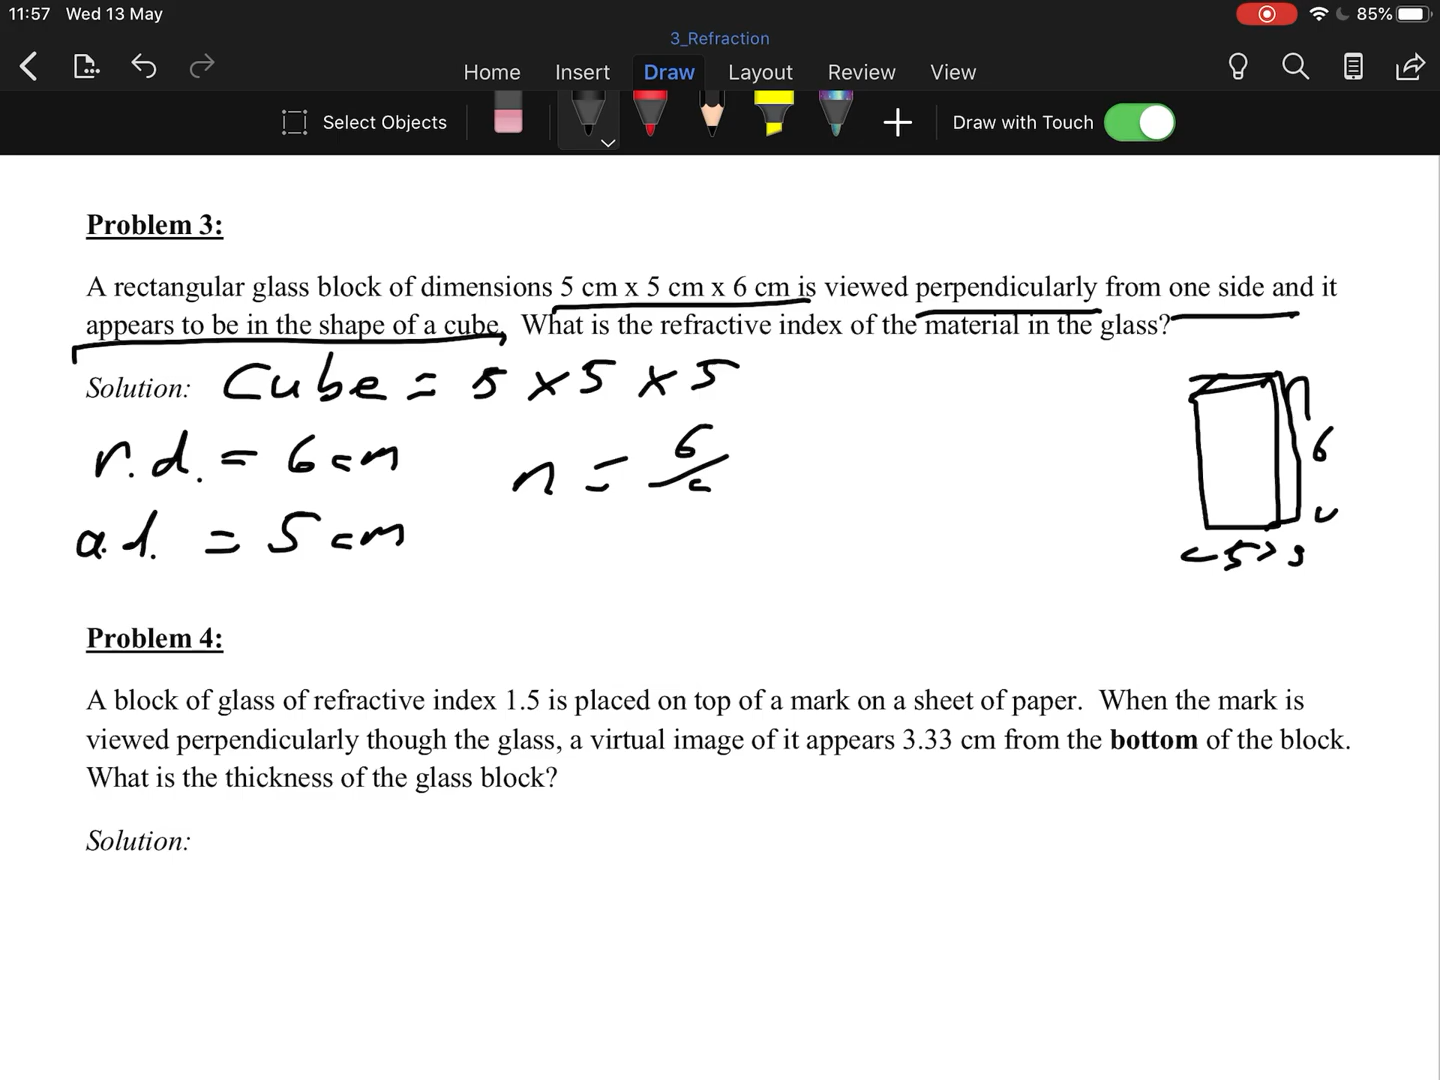 11:57 Wed 13 May 85%
3_Refraction
Home Insert Draw Layout Review View
Select Objects Draw with Touch
Problem 3:
A rectangular glass block of dimensions 5 cm x 5 cm x 6 cm is viewed perpendicularly from one side and it
appears to be in the shape of a cube. What is the refractive index of the material in the glass?
Solution: Cube = 5 x 5 x 5
r.d. = 6cm n = 6/
6
a.d. = 5cm
<5>
Problem 4:
A block of glass of refractive index 1.5 is placed on top of a mark on a sheet of paper. When the mark is
viewed perpendicularly though the glass, a virtual image of it appears 3.33 cm from the bottom of the block.
What is the thickness of the glass block?
Solution: